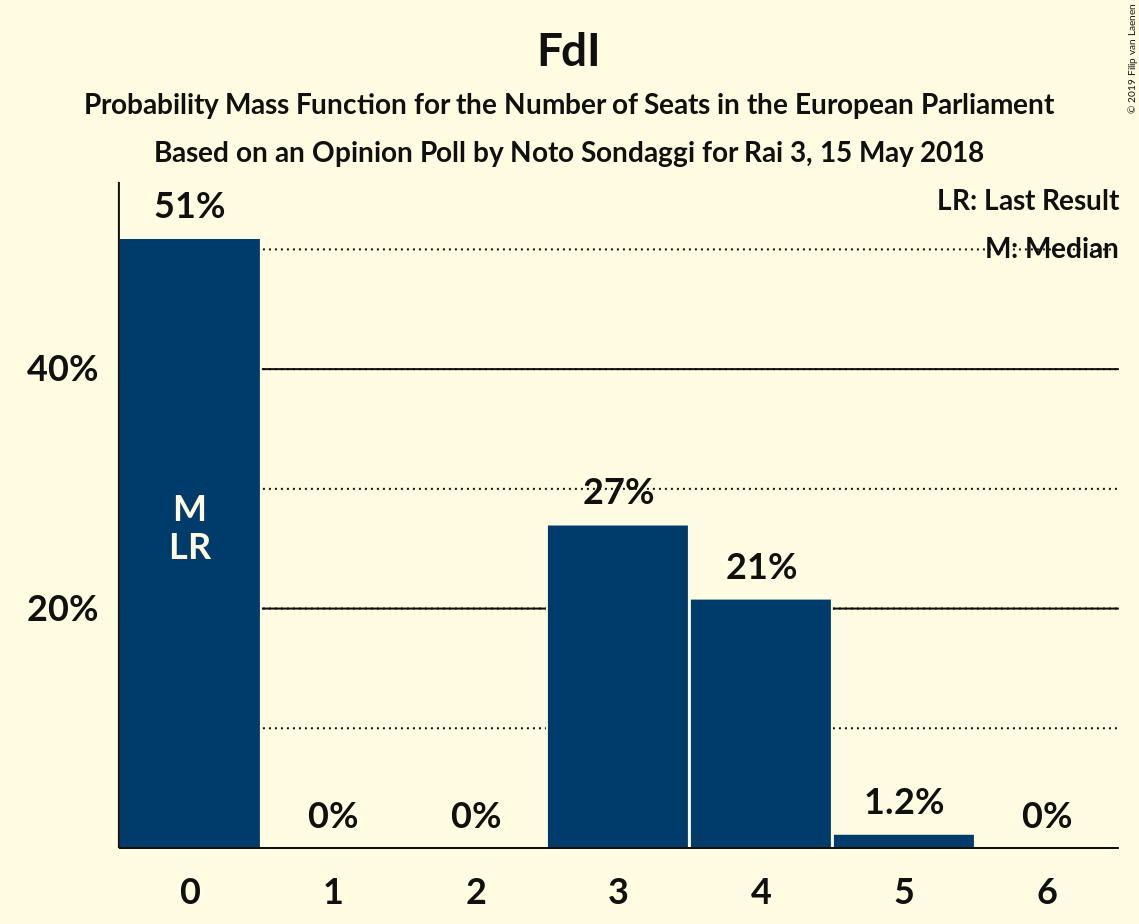 FdI
Probability Mass Function for the Number of Seats in the European Parliament
Based on an Opinion Poll by Noto Sondaggi for Rai 3, 15 May 2018
© 2019 Filip van Laenen
LR: Last Result
M: Median
51%
40%
20%
M
LR
0%
0%
27%
21%
1.2%
0%
0 1 2 3 4 5 6